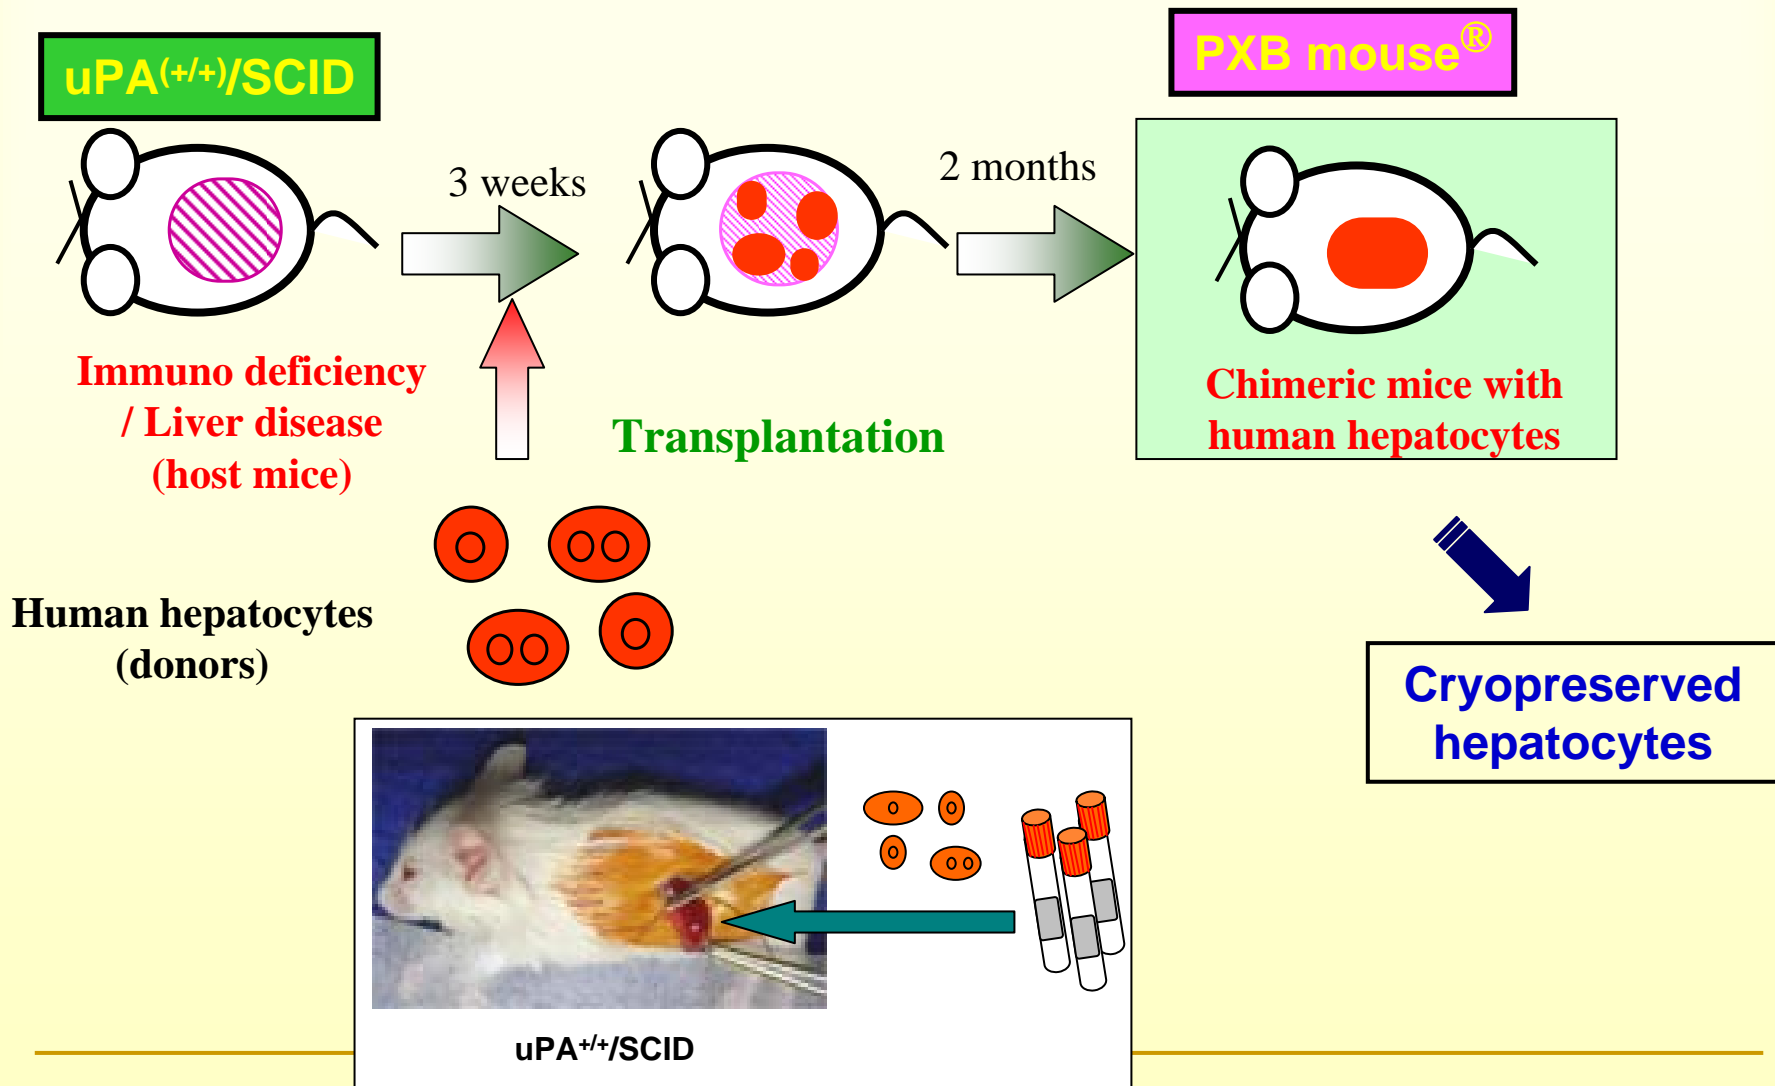 uPA(+/+)/SCID
PXB mouse®
3 weeks
2 months
Immuno deficiency
/ Liver disease
(host mice)
Transplantation
Chimeric mice with
human hepatocytes
Human hepatocytes
(donors)
Cryopreserved
hepatocytes
uPA+/+/SCID